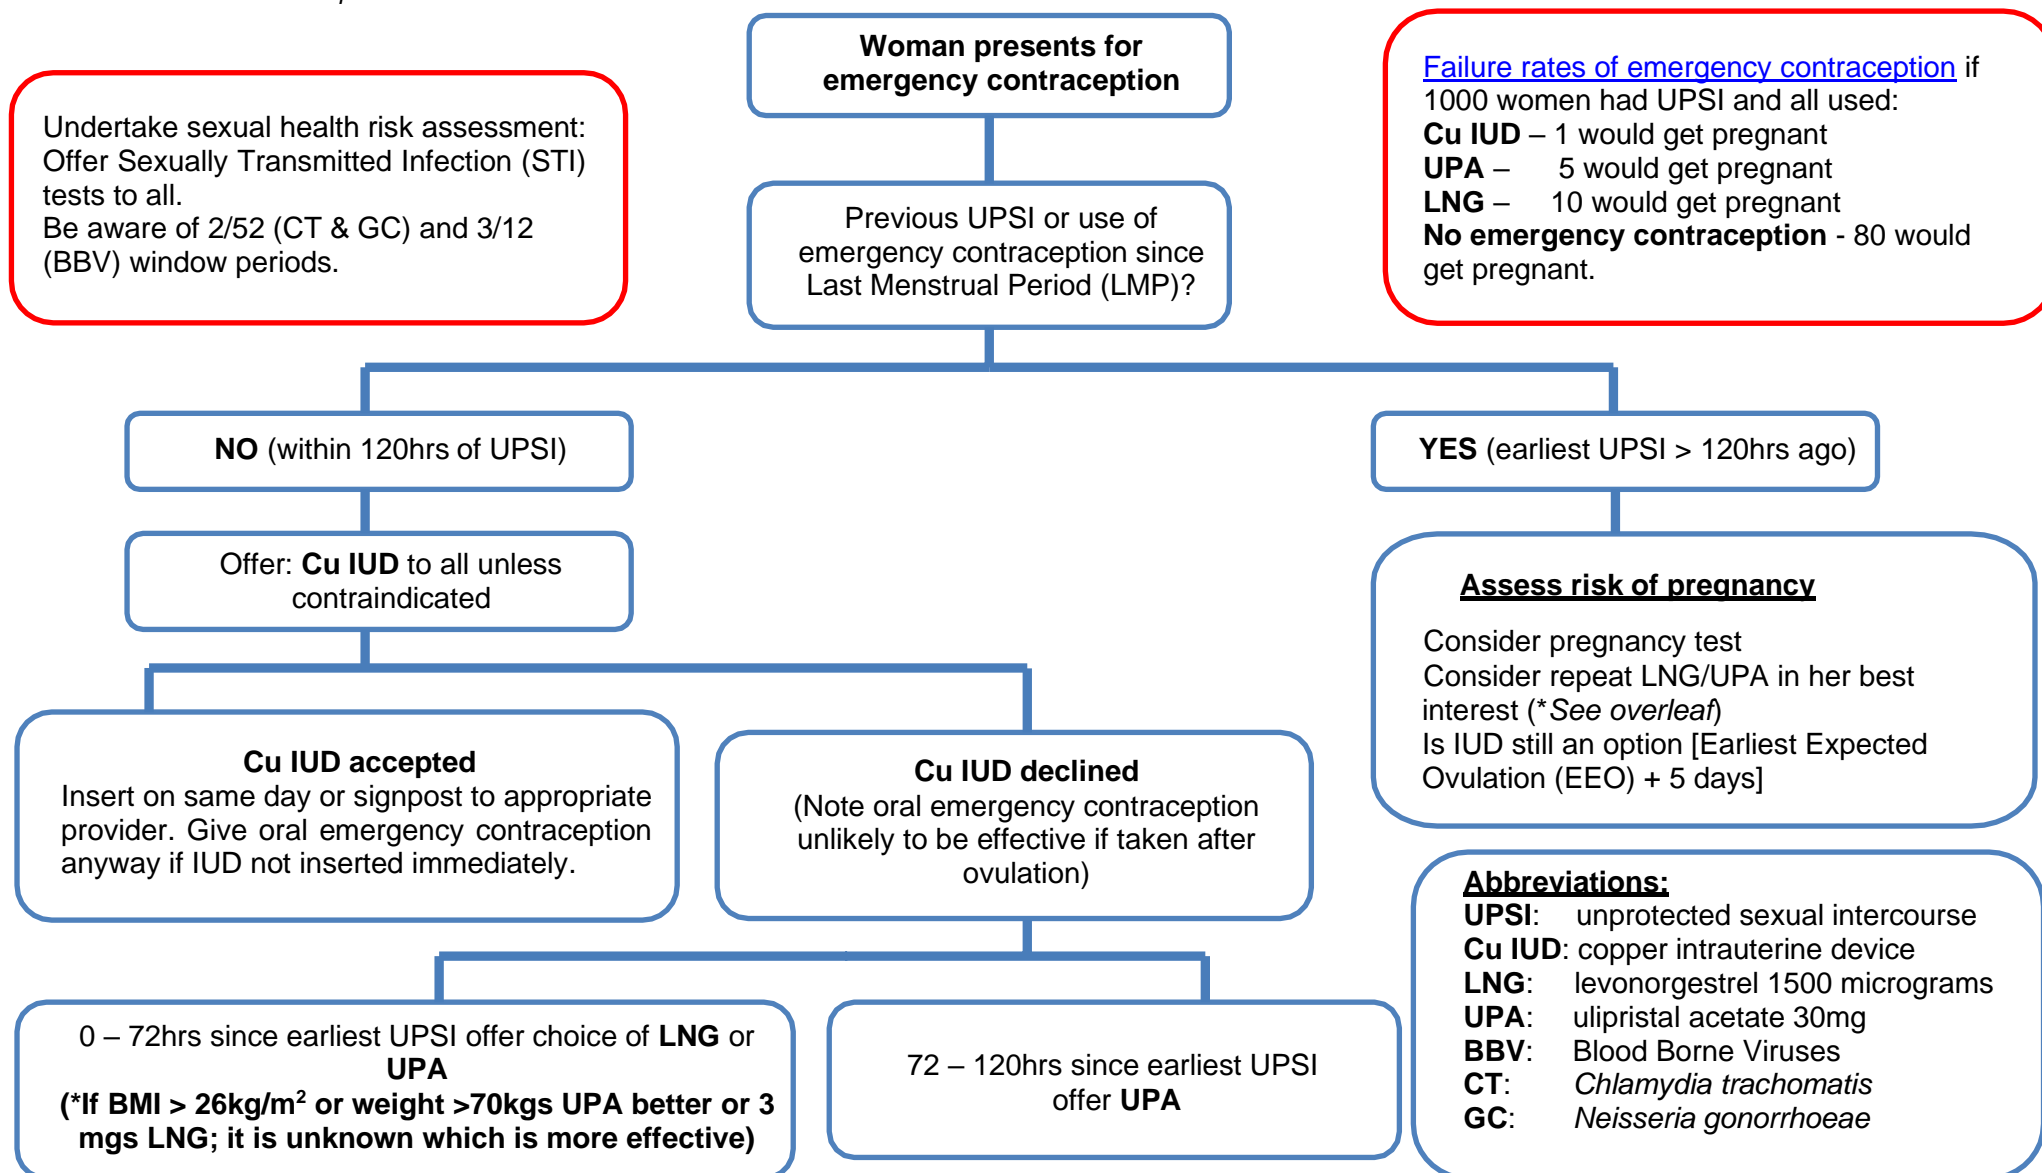 Woman presents for
emergency contraception
Undertake sexual health risk assessment:
Offer Sexually Transmitted Infection (STI)
tests to all.
Be aware of 2/52 (CT & GC) and 3/12
(BBV) window periods.
Failure rates of emergency contraception if
1000 women had UPSI and all used:
Cu IUD – 1 would get pregnant
UPA – 5 would get pregnant
LNG – 10 would get pregnant
No emergency contraception - 80 would
get pregnant.
Previous UPSI or use of
emergency contraception since
Last Menstrual Period (LMP)?
NO (within 120hrs of UPSI)
YES (earliest UPSI > 120hrs ago)
Offer: Cu IUD to all unless
contraindicated
Assess risk of pregnancy
Consider pregnancy test
Consider repeat LNG/UPA in her best
interest (*See overleaf)
Is IUD still an option [Earliest Expected
Ovulation (EEO) + 5 days]
Cu IUD accepted
Insert on same day or signpost to appropriate
provider. Give oral emergency contraception
anyway if IUD not inserted immediately.
Cu IUD declined
(Note oral emergency contraception
unlikely to be effective if taken after
ovulation)
0 – 72hrs since earliest UPSI offer choice of LNG or
UPA
(*If BMI > 26kg/m² or weight >70kgs UPA better or 3
mgs LNG; it is unknown which is more effective)
72 – 120hrs since earliest UPSI
offer UPA
Abbreviations:
UPSI: unprotected sexual intercourse
Cu IUD: copper intrauterine device
LNG: levonorgestrel 1500 micrograms
UPA: ulipristal acetate 30mg
BBV: Blood Borne Viruses
CT: Chlamydia trachomatis
GC: Neisseria gonorrhoeae